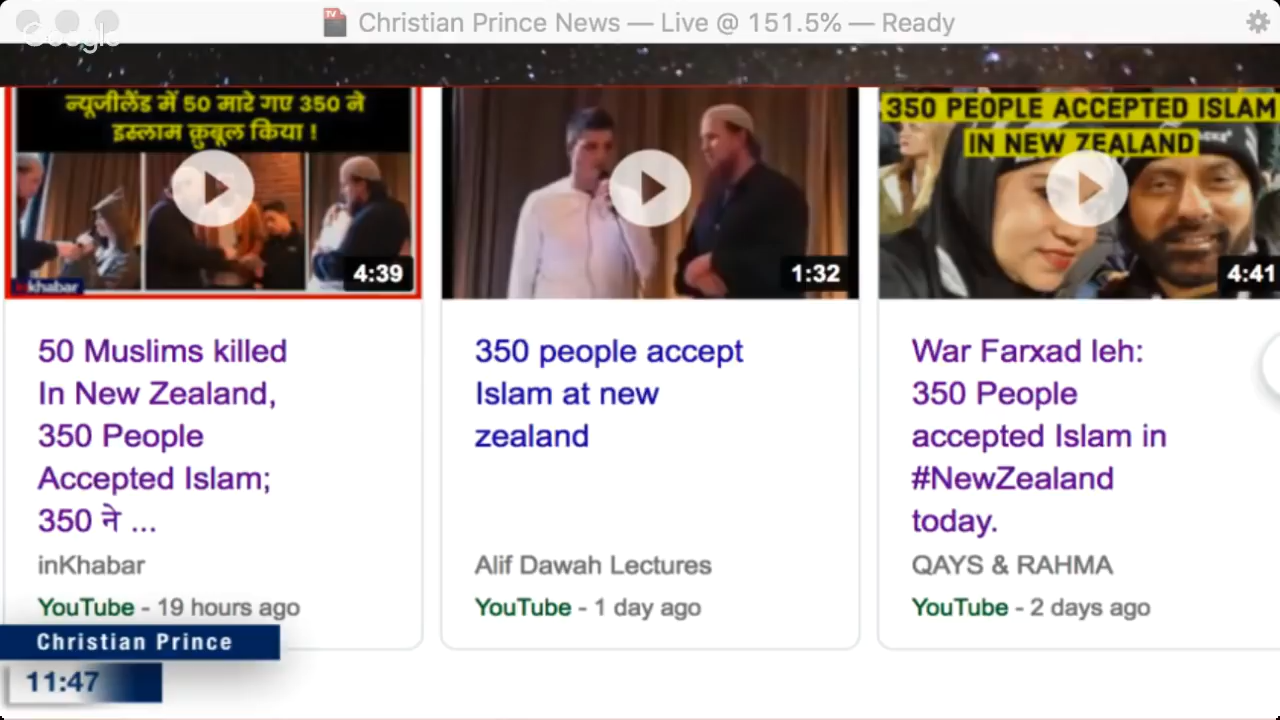 Christian Prince News — Live @ 151.5% — Ready
Google
न्यूजीलैंड में 50 मारे गए 350 ने
इस्लाम क़ुबूल किया !
inkhabar
4:39
1:32
350 PEOPLE ACCEPTED ISLAM
IN NEW ZEALAND
4:41
50 Muslims killed
In New Zealand,
350 People
Accepted Islam;
350 ने ...
inKhabar
YouTube - 19 hours ago
350 people accept
Islam at new
zealand
Alif Dawah Lectures
YouTube - 1 day ago
War Farxad leh:
350 People
accepted Islam in
#NewZealand
today.
QAYS & RAHMA
YouTube - 2 days ago
Christian Prince
11:47